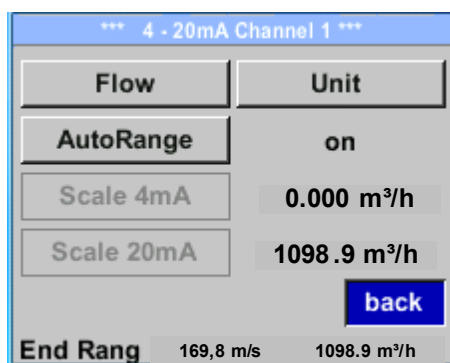 *** 4 - 20mA Channel 1 ***
Flow Unit
AutoRange on
Scale 4mA 0.000 m³/h
Scale 20mA 1098.9 m³/h
back
End Rang 169,8 m/s 1098.9 m³/h